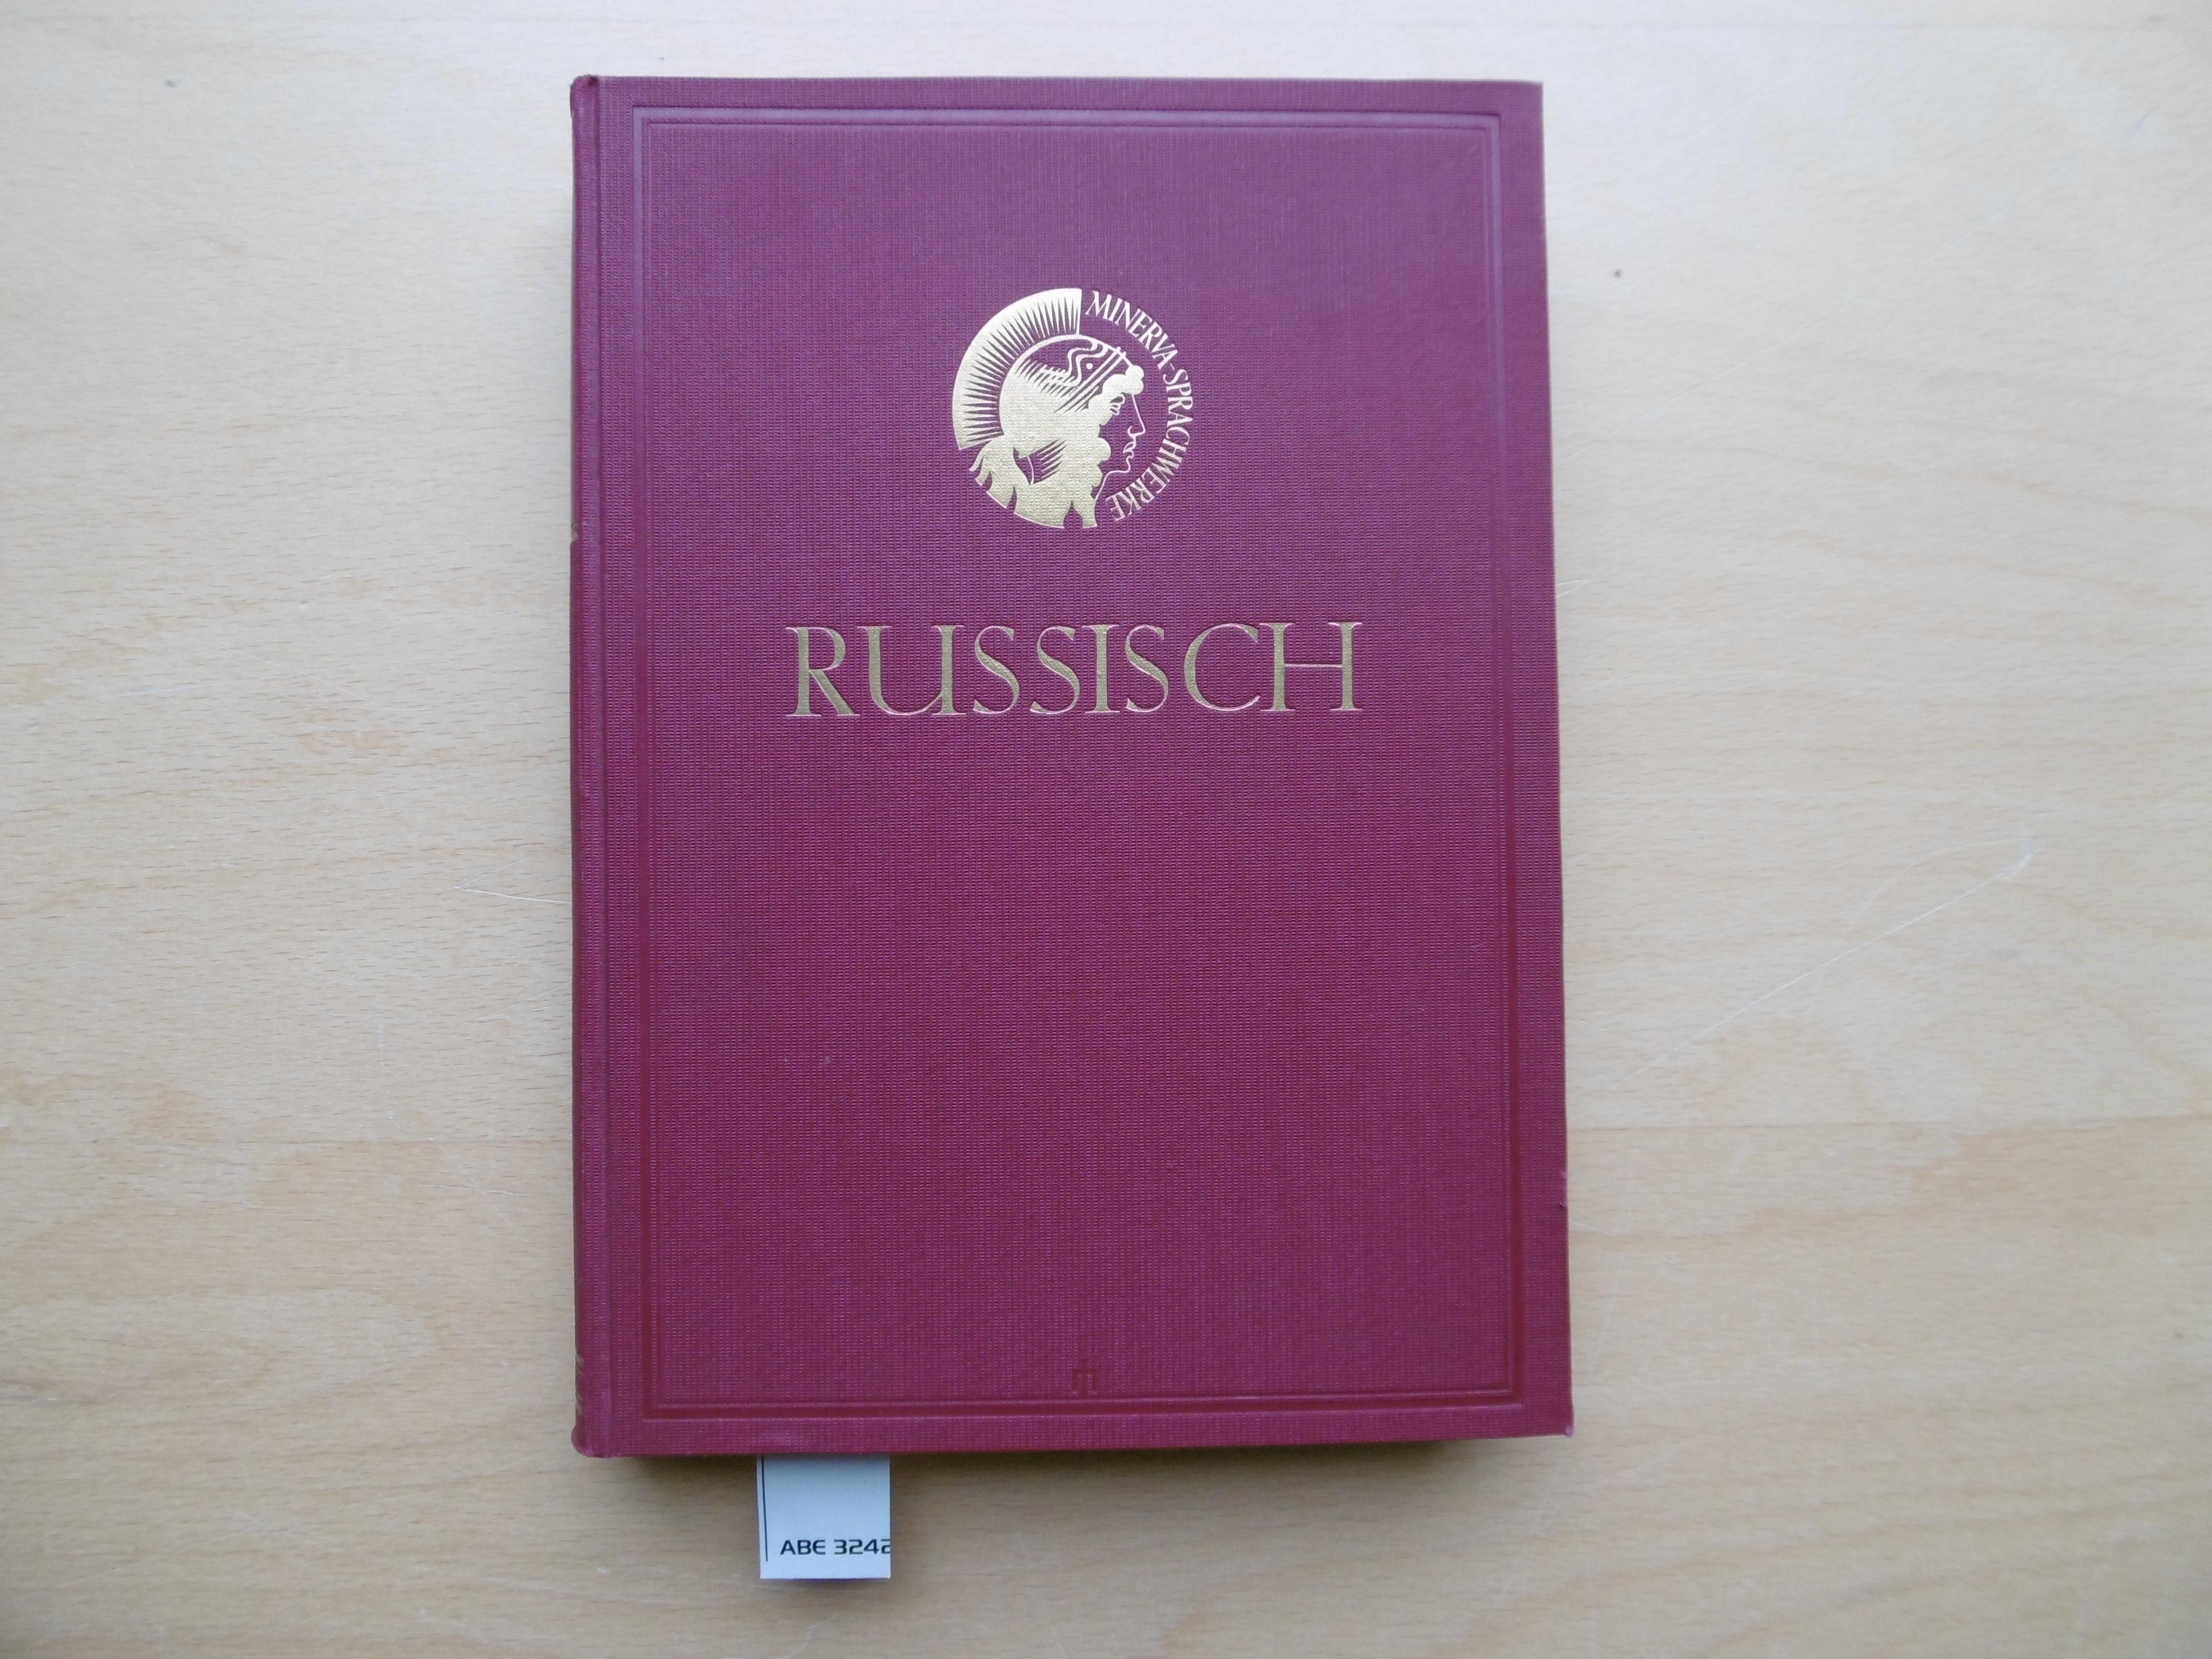 MINERVA-SPRACHWERKE
RUSSISCH
ABE 3242